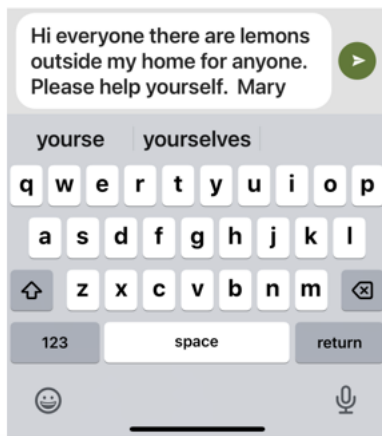 Hi everyone there are lemons
outside my home for anyone.
Please help yourself.  Mary
yourse yourselves
q w e r t y u i o p
a s d f g h j k l
z x c v b n m
123 space return